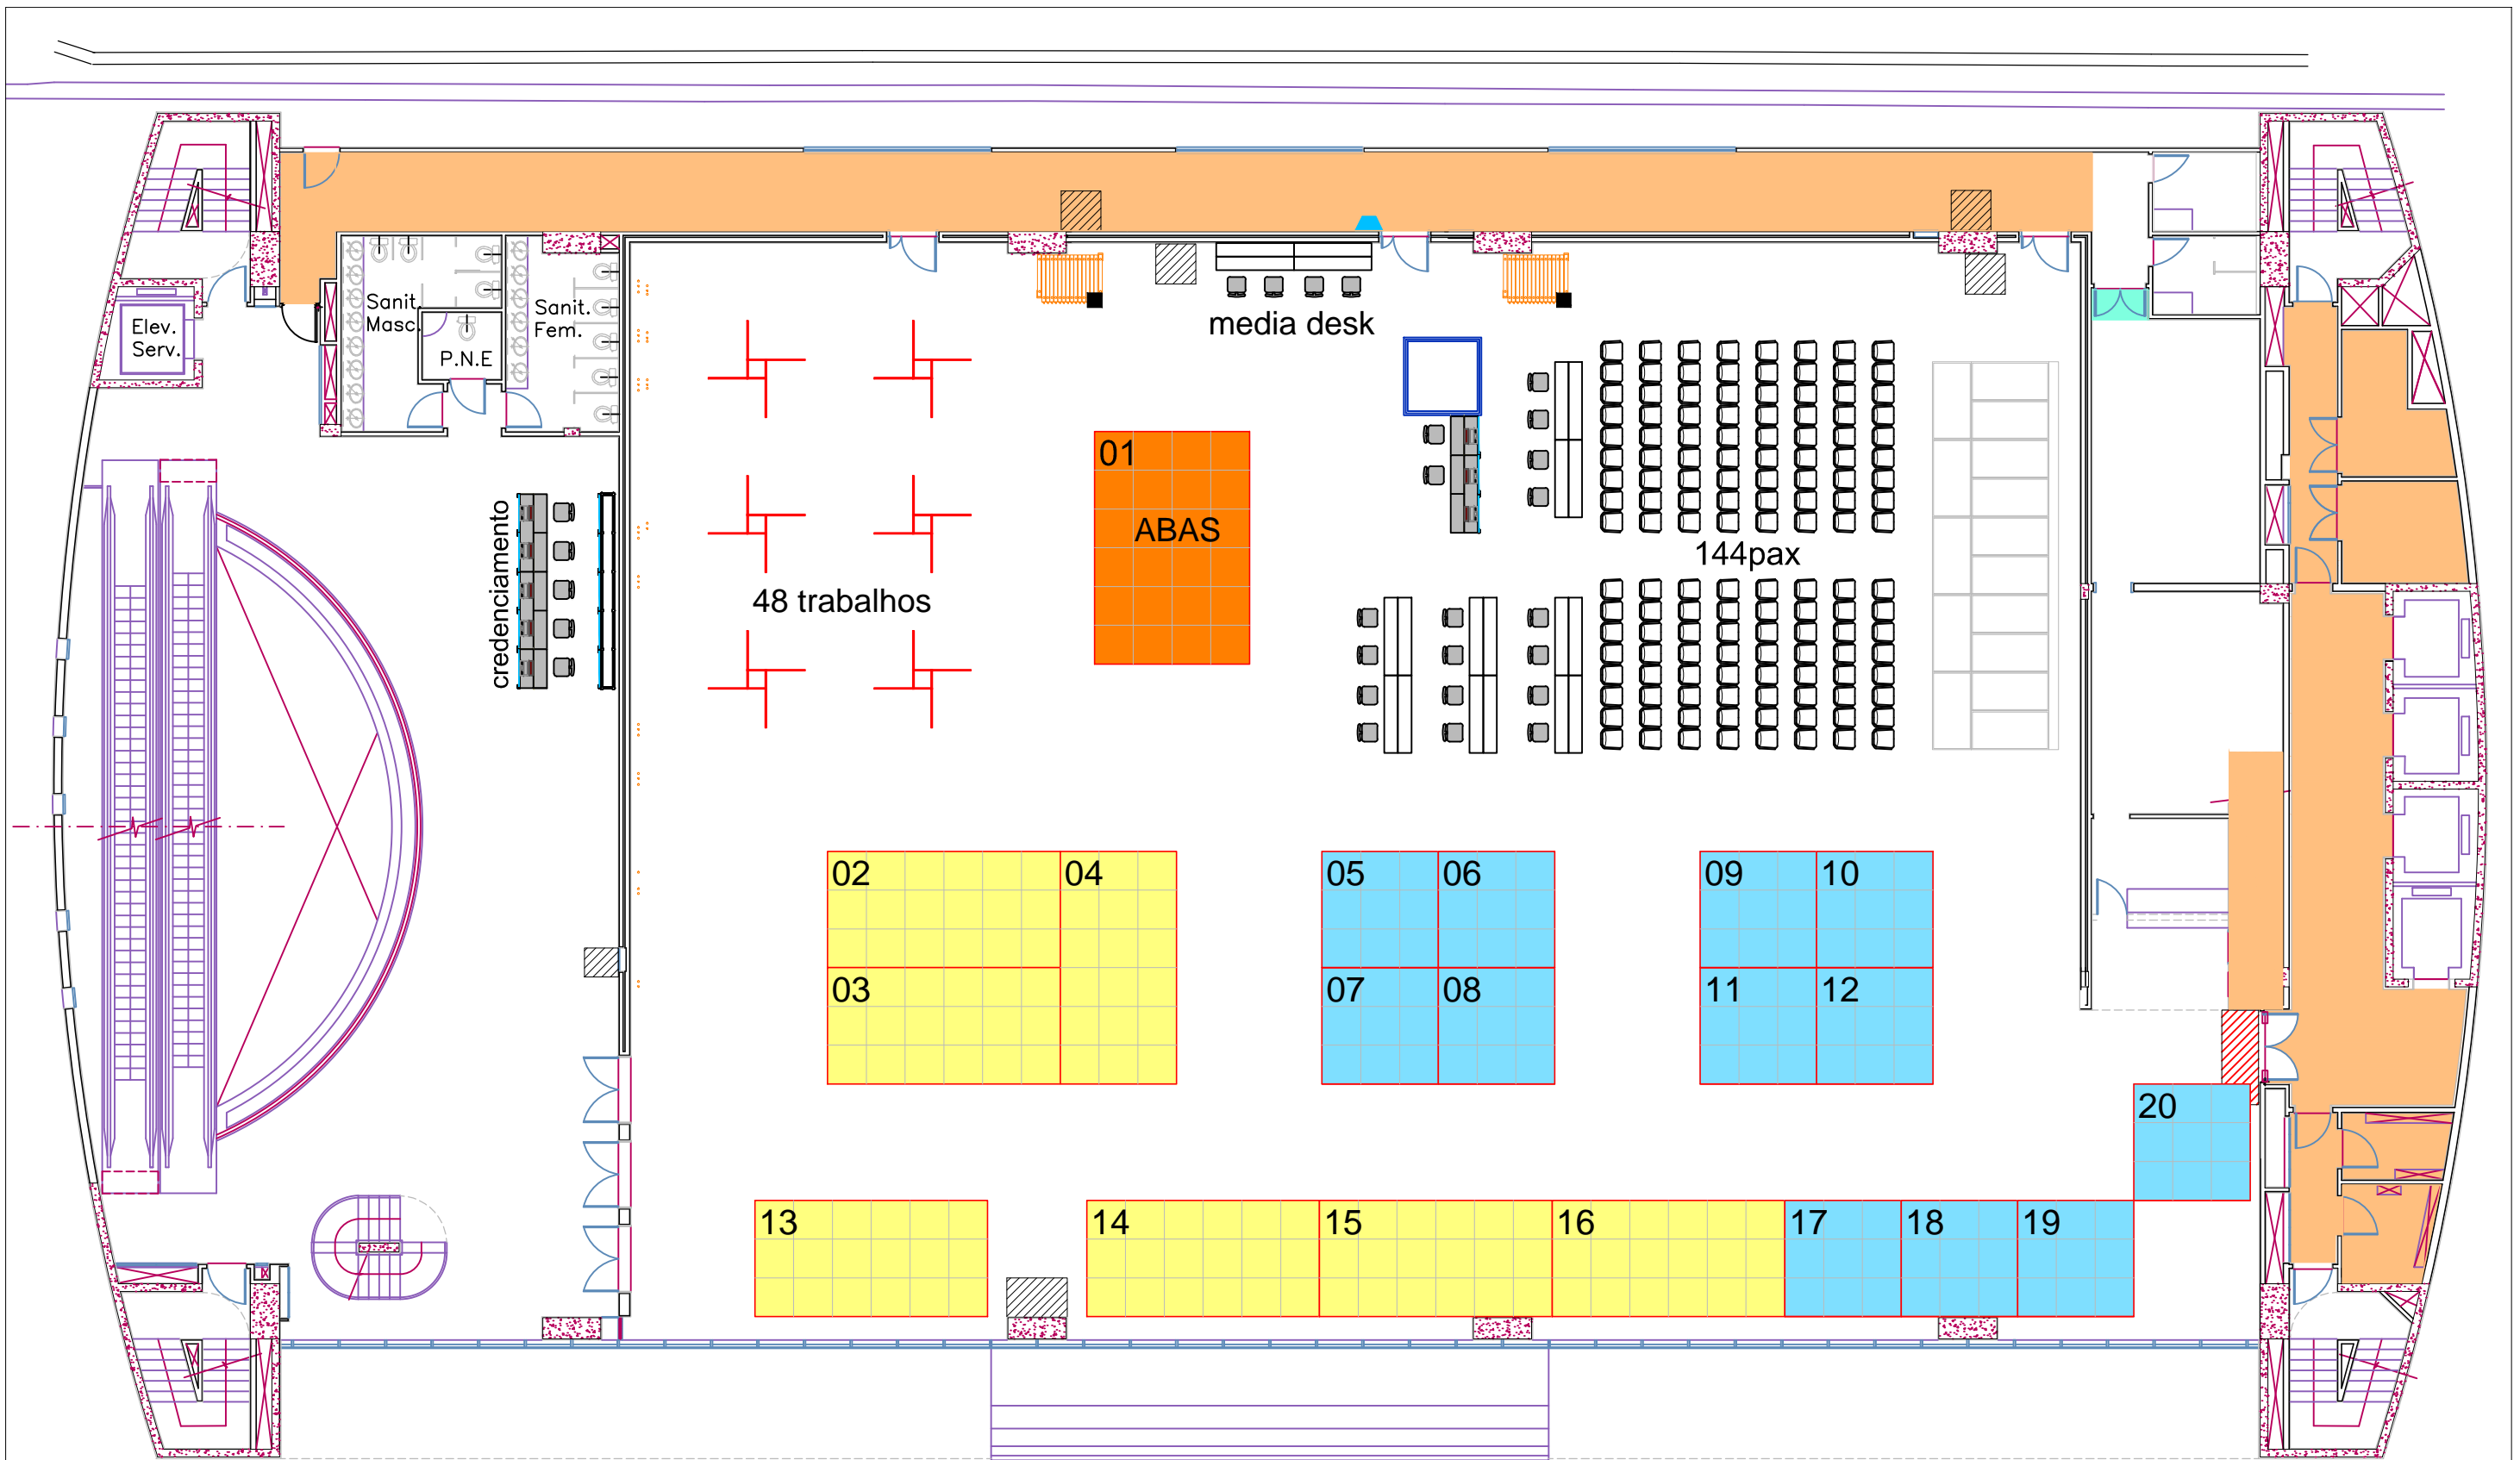 Elev.
Serv.
Sanit.
Masc.
P.N.E
Sanit.
Fem.
media desk
01
ABAS
144pax
credenciamento
48 trabalhos
02
04
05
06
09
10
03
07
08
11
12
20
13
14
15
16
17
18
19